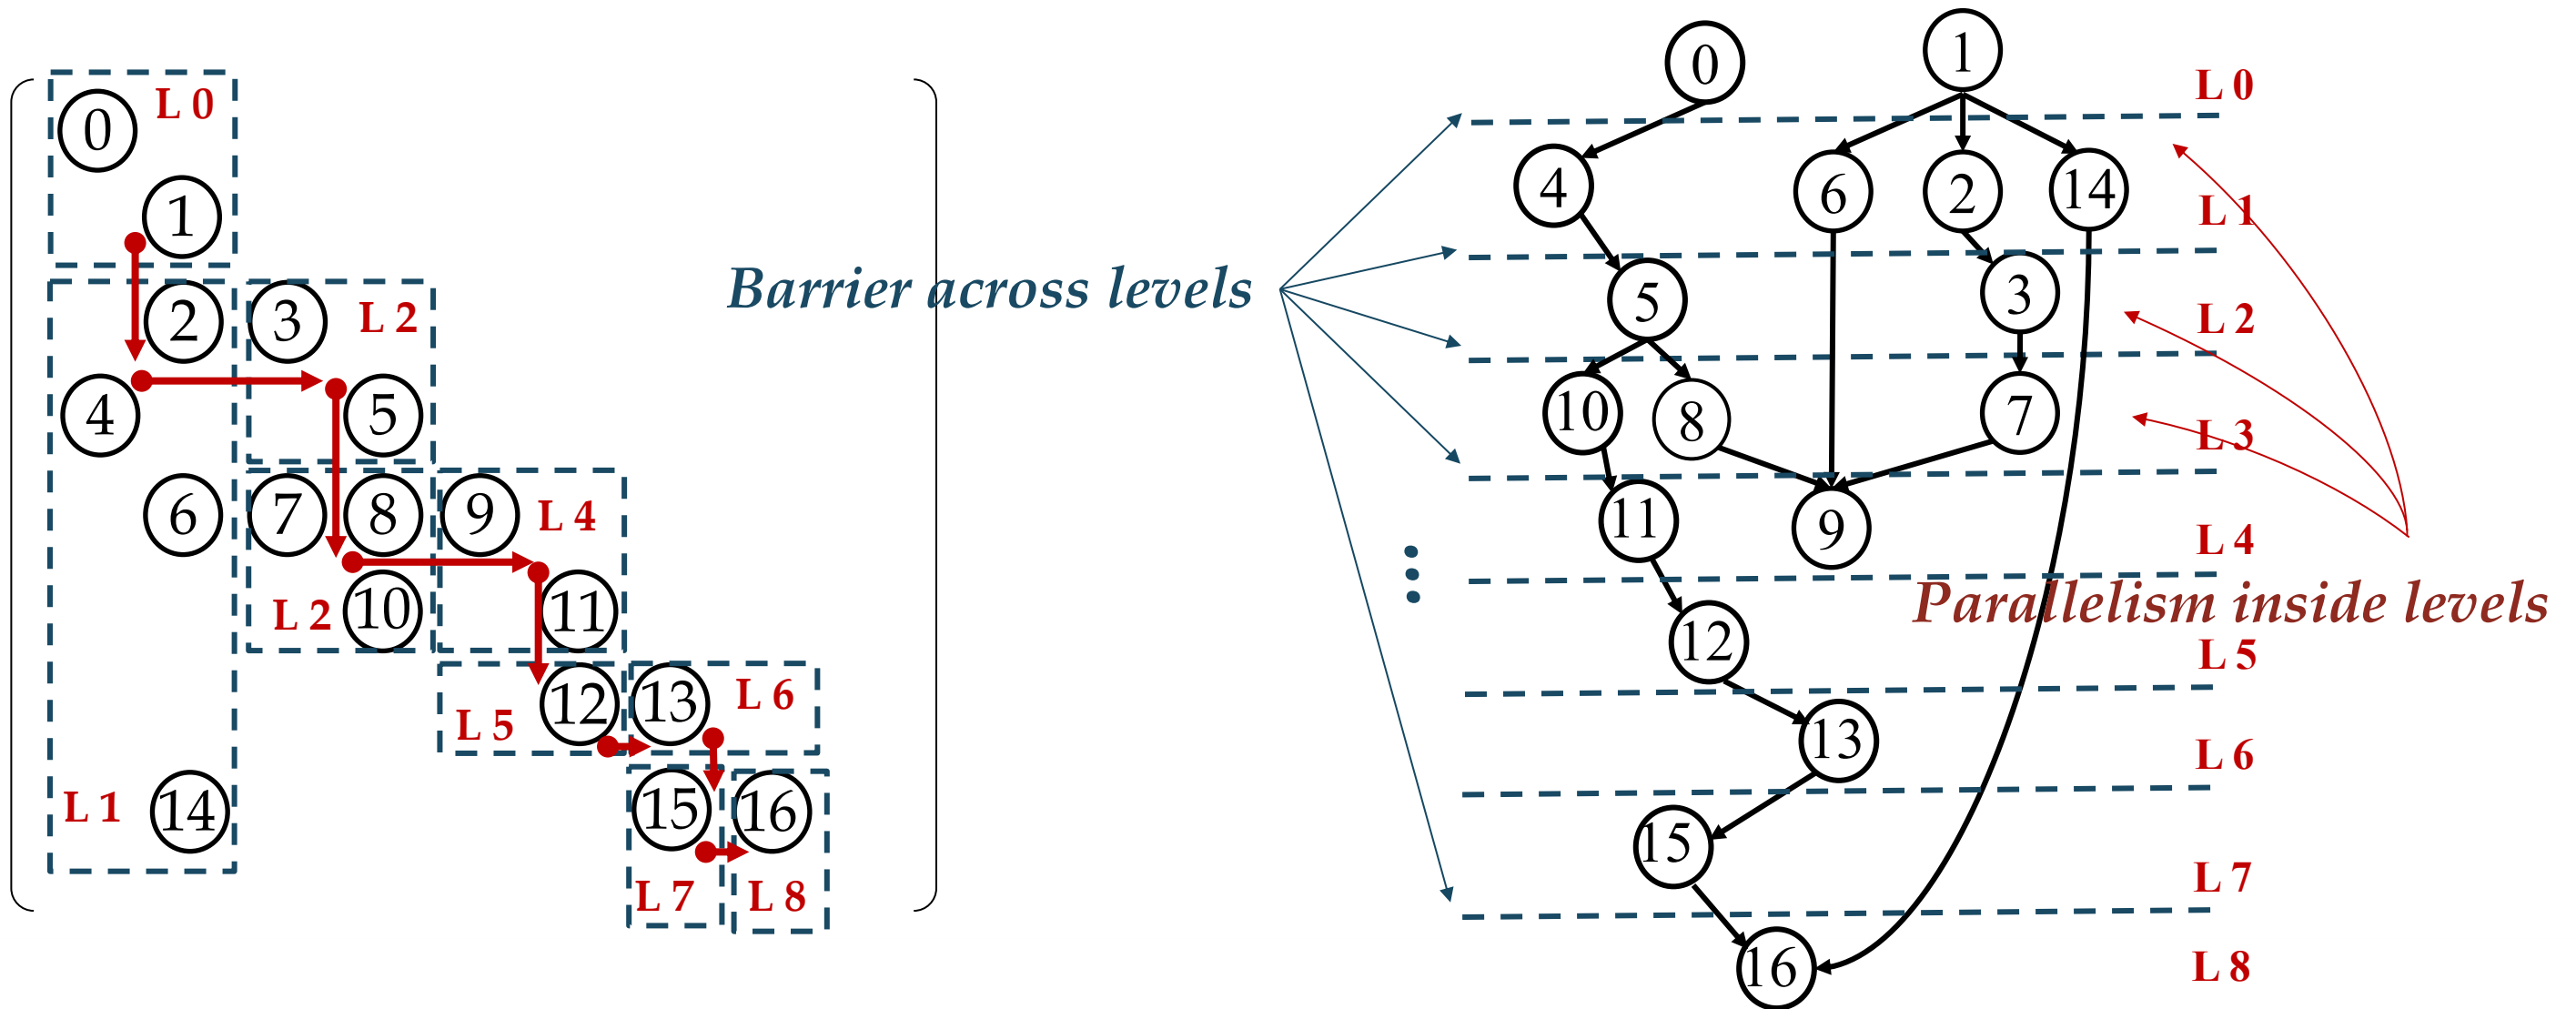 0 L 0
1
2 3 L 2
4 5
6 7 8 9 L 4
L 2 10 11
L 5 12 13 L 6
L 1 14 15 16
L 7 L 8
Barrier across levels
0 1 L 0
4 6 2 14 L 1
5 3 L 2
10 8 7 L 3
11 9 L 4
Parallelism inside levels
12 L 5
13 L 6
15 L 7
16 L 8